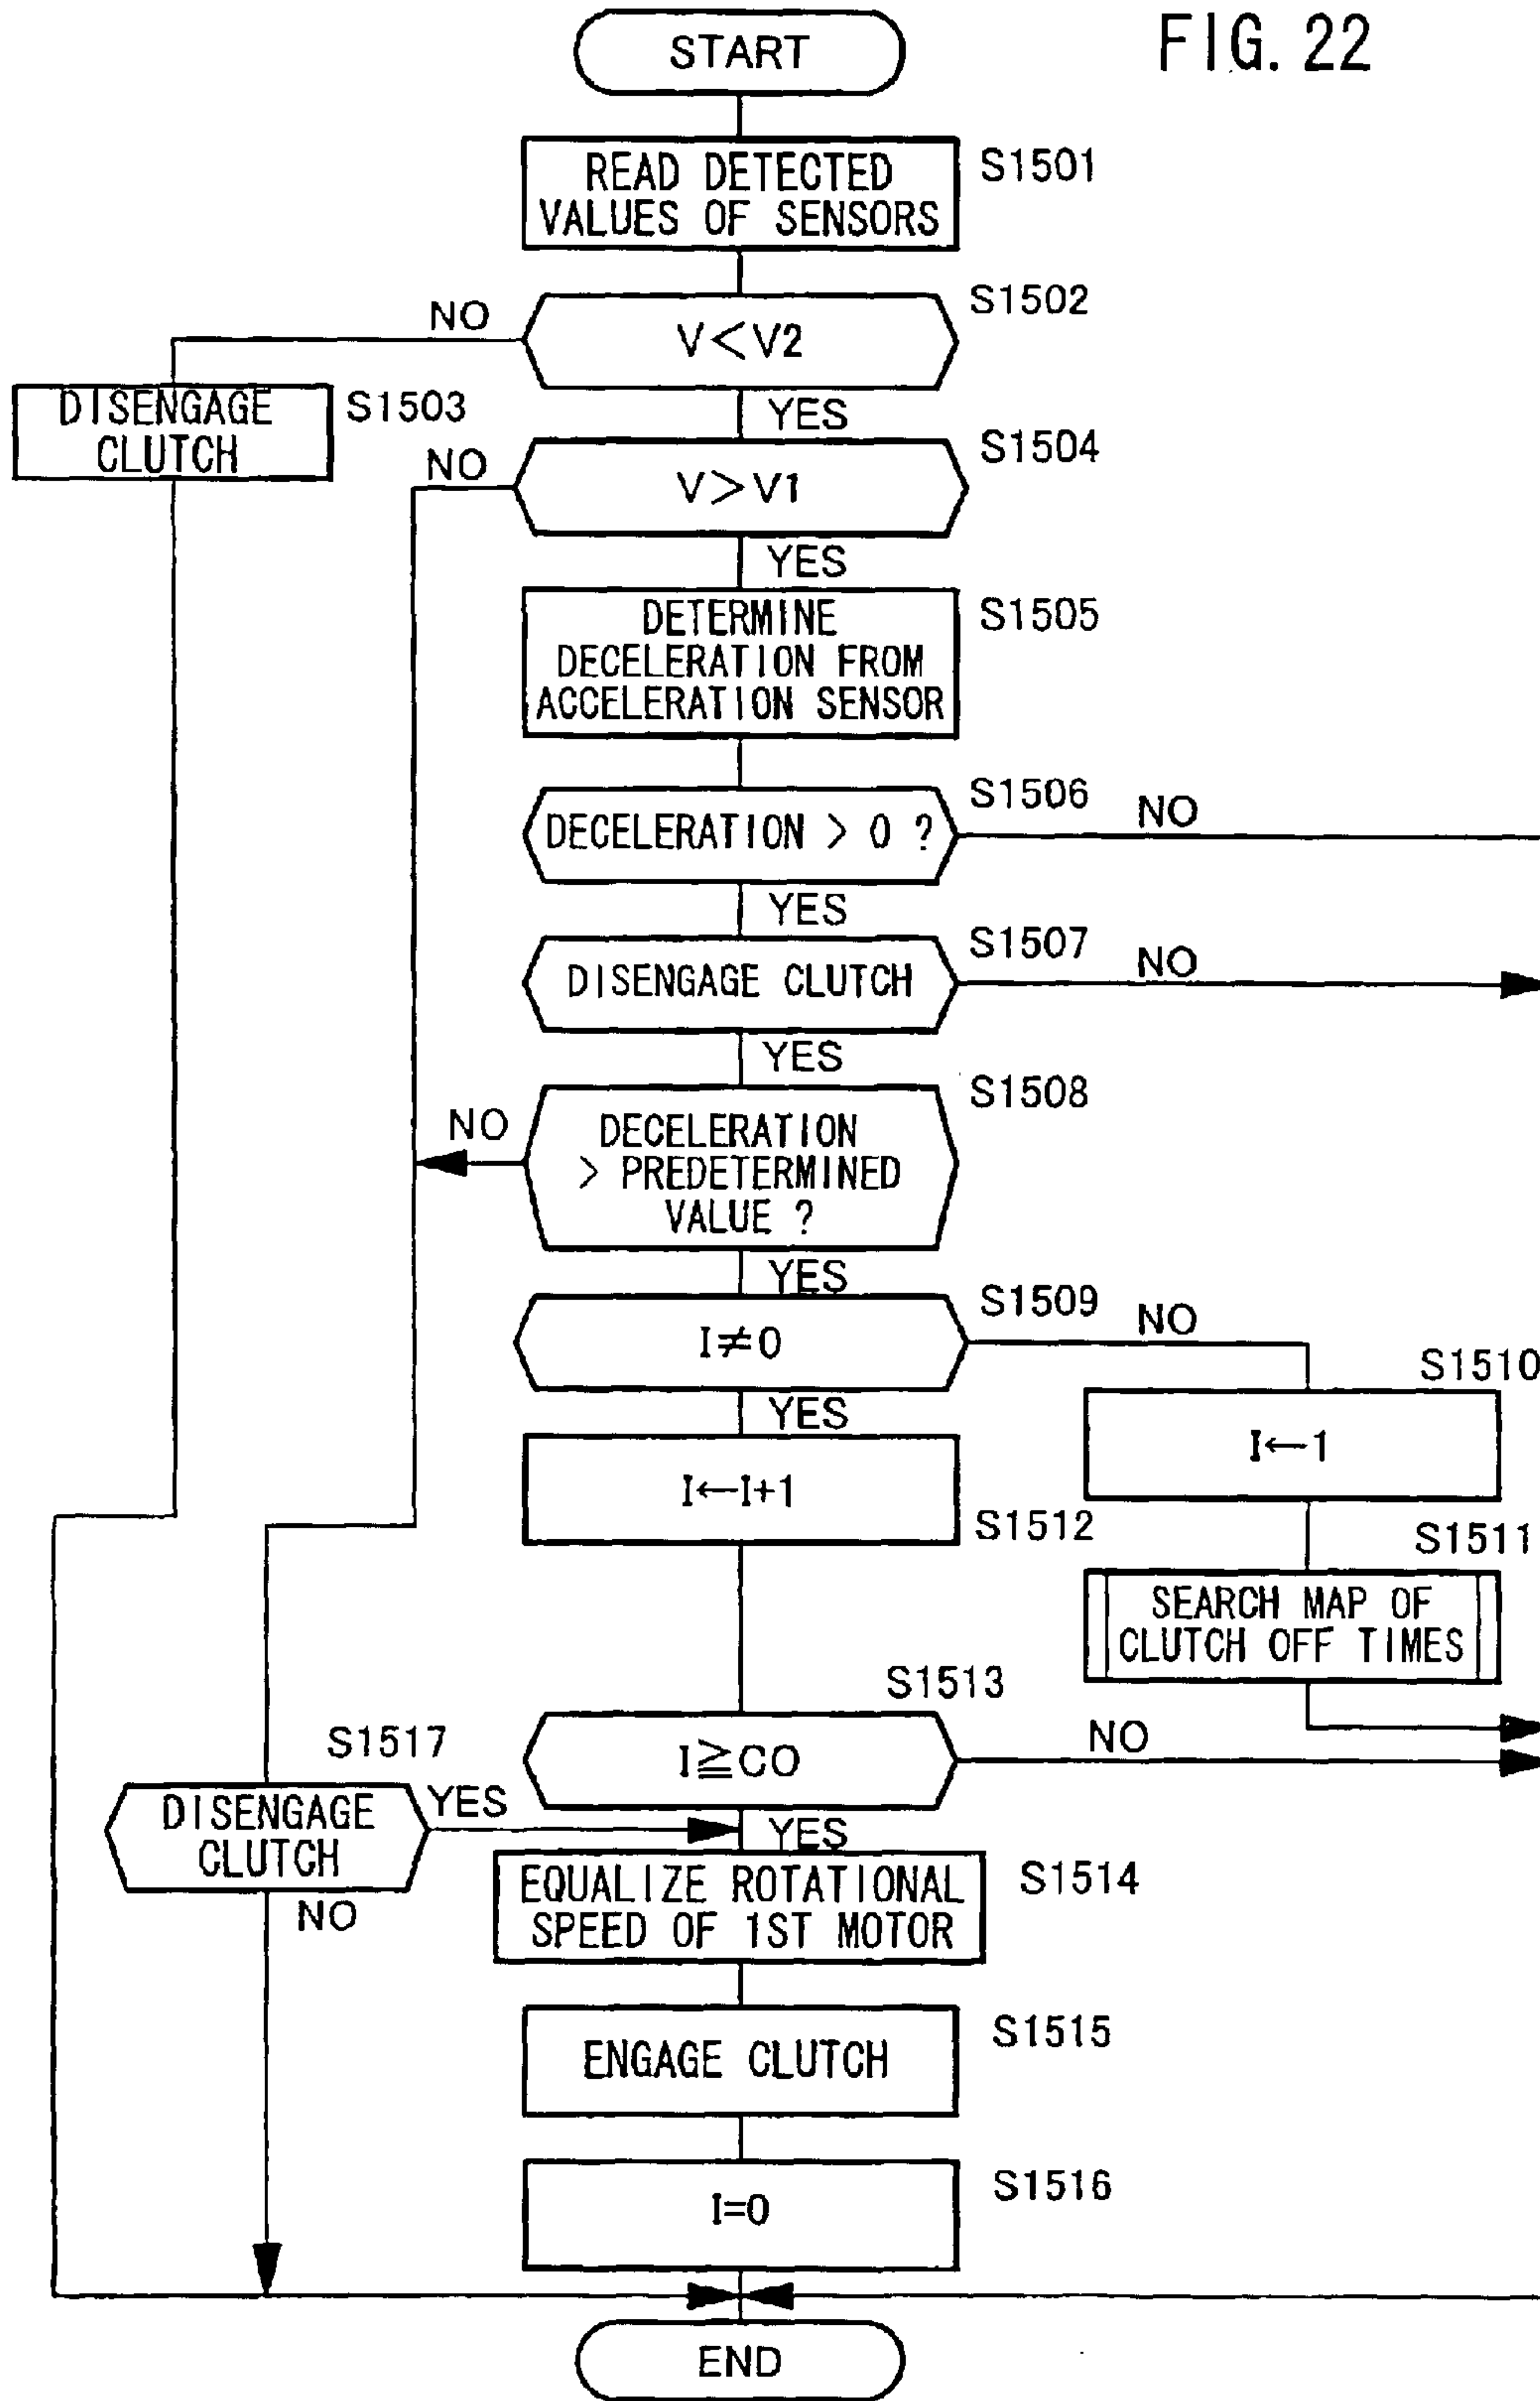 FIG. 22
START
READ DETECTED
VALUES OF SENSORS
S1501
V<V2
S1502
NO
YES
DISENGAGE
CLUTCH
S1503
V>V1
S1504
NO
YES
DETERMINE
DECELERATION FROM
ACCELERATION SENSOR
S1505
DECELERATION > 0 ?
S1506
NO
YES
DISENGAGE CLUTCH
S1507
NO
YES
DECELERATION
> PREDETERMINED
VALUE ?
S1508
NO
YES
I≠0
S1509
NO
YES
S1510
I←1
I←I+1
S1512
S1511
SEARCH MAP OF
CLUTCH OFF TIMES
S1513
I≧CO
NO
YES
S1517
DISENGAGE
CLUTCH
YES
NO
EQUALIZE ROTATIONAL
SPEED OF 1ST MOTOR
S1514
ENGAGE CLUTCH
S1515
I=0
S1516
END